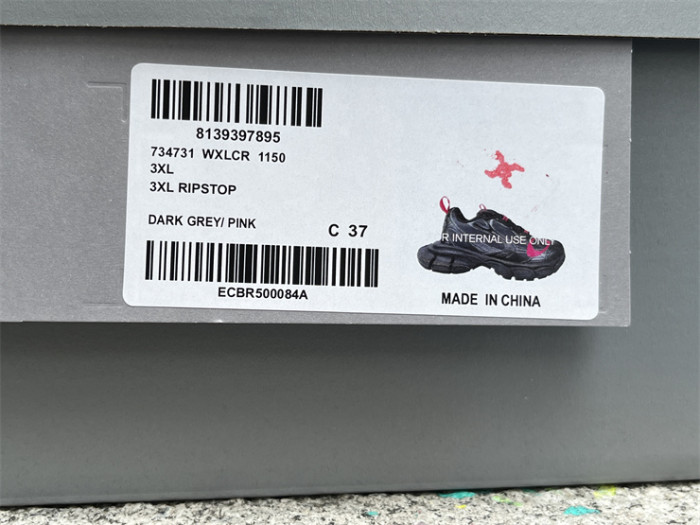 8139397895
734731 WXLCR 1150
3XL
3XL RIPSTOP
DARK GREY/ PINK
C 37
ECBR500084A
R INTERNAL USE ONLY
MADE IN CHINA